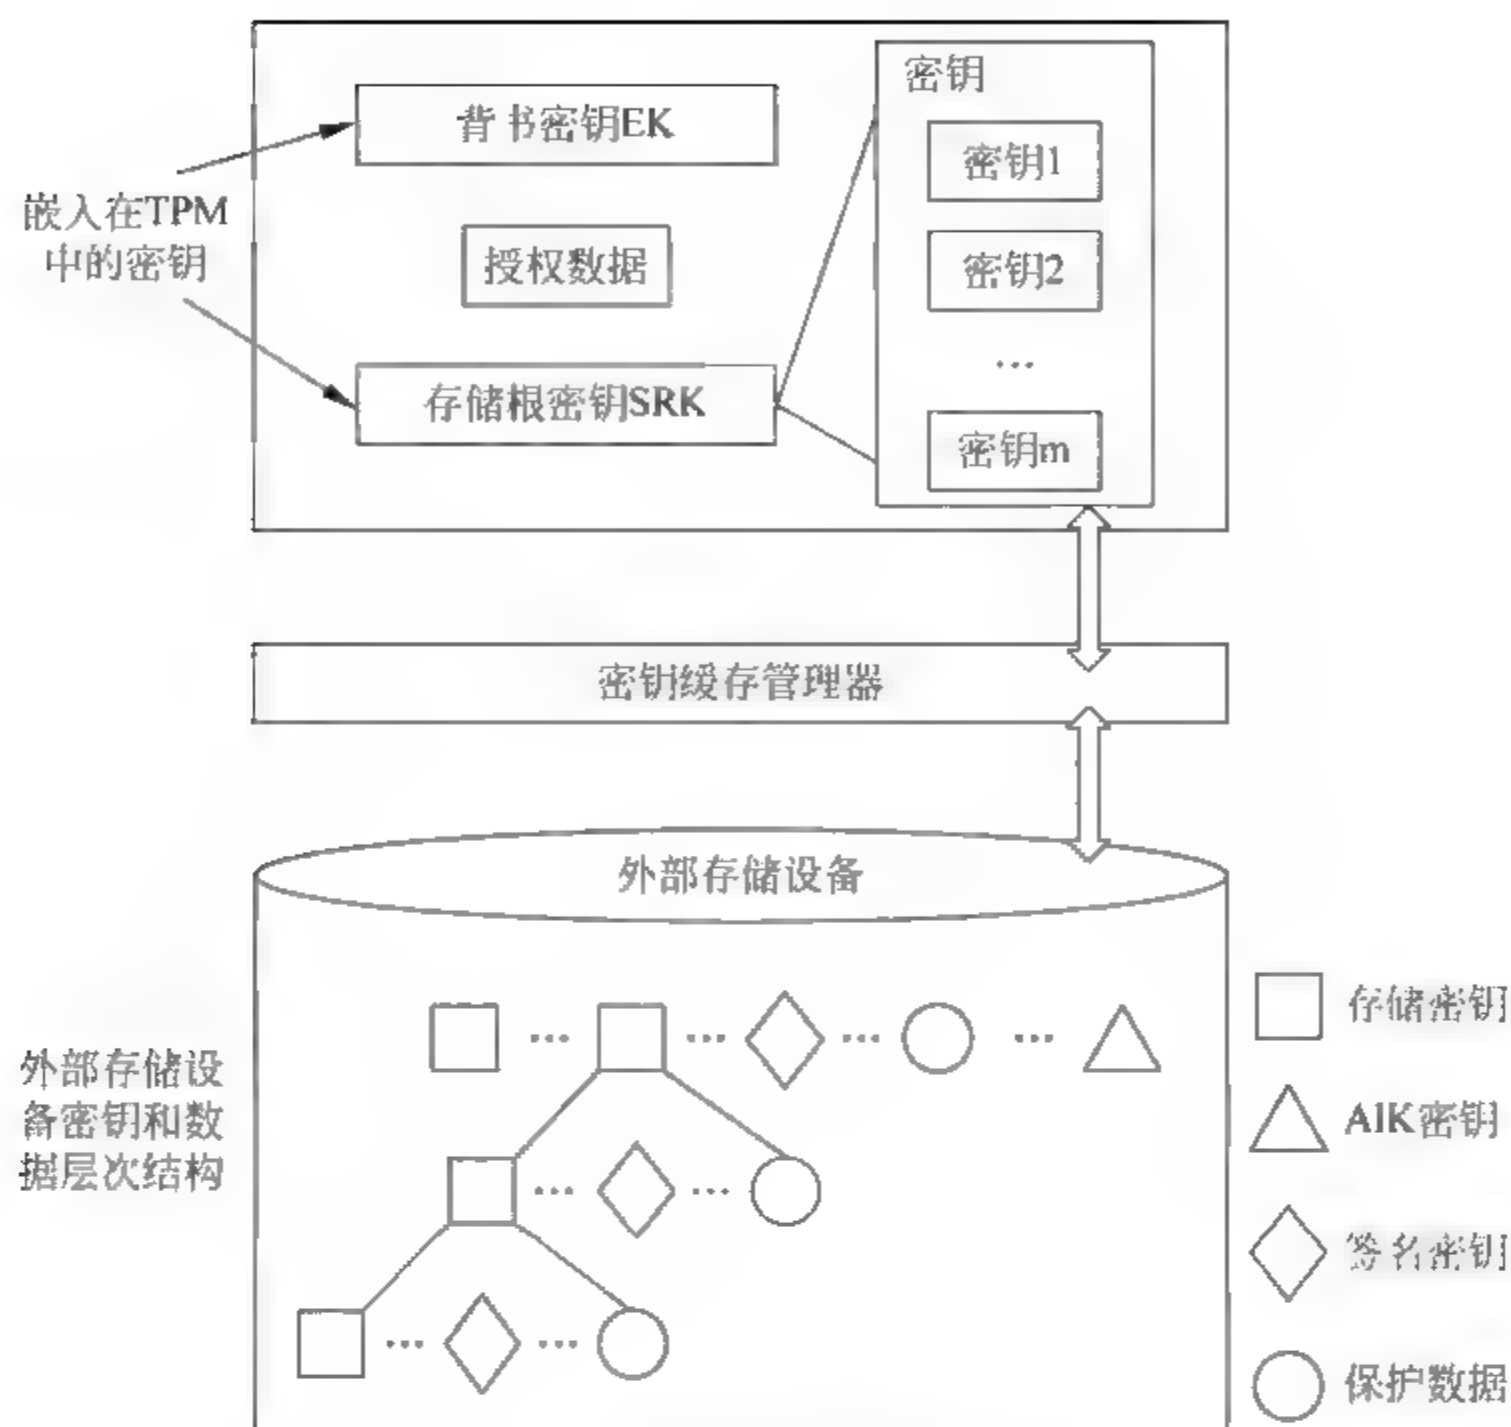 密钥
背书密钥EK
密钥1
嵌入在TPM
中的密钥
授权数据
密钥2
...
存储根密钥SRK
密钥m
密钥缓存管理器
外部存储设备
... ... ... ...
存储密钥
外部存储设
备密钥和数
据层次结构
AIK密钥
... ...
签名密钥
... ...
保护数据